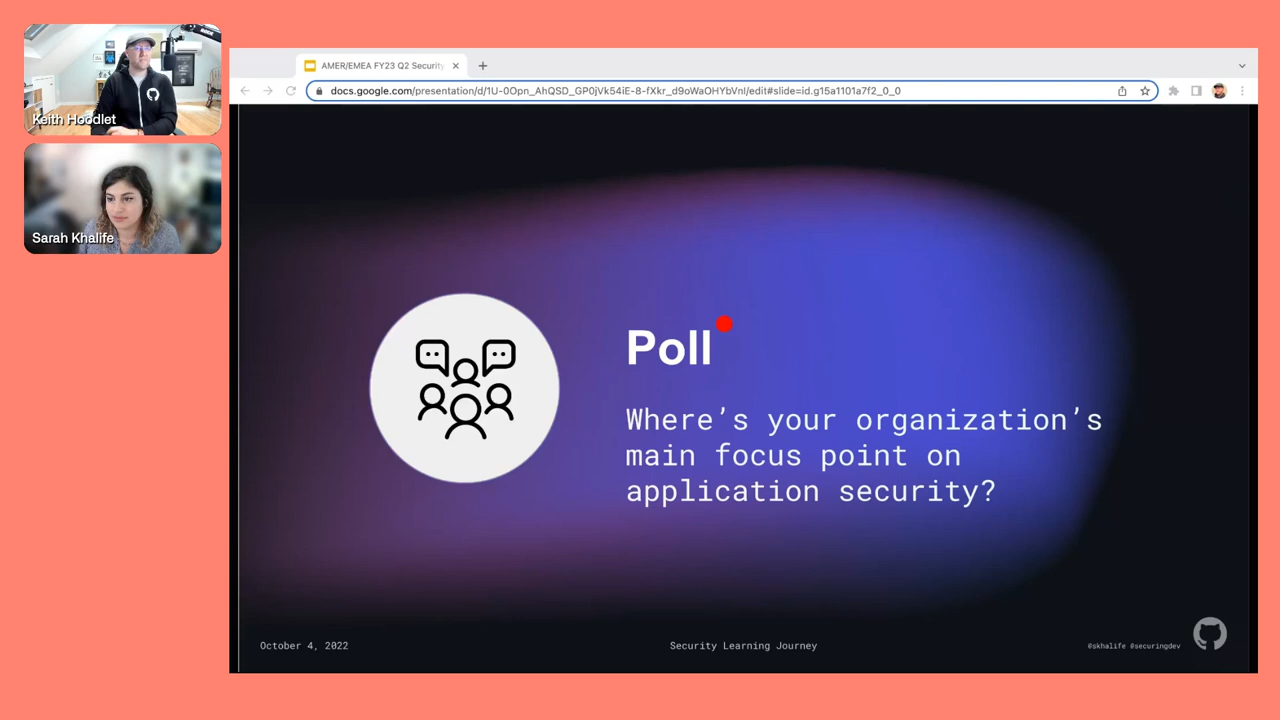 Keith Hoodlet
Sarah Khalife
AMER/EMEA FY23 Q2 Security
docs.google.com/presentation/d/1U-0Opn_AhQSD_GP0jVk54iE-8-fXkr_d9oWaOHYbVnI/edit#slide=id.g15a1101a7f2_0_0
Poll
Where's your organization's
main focus point on
application security?
October 4, 2022
Security Learning Journey
@skhalife #securingdev